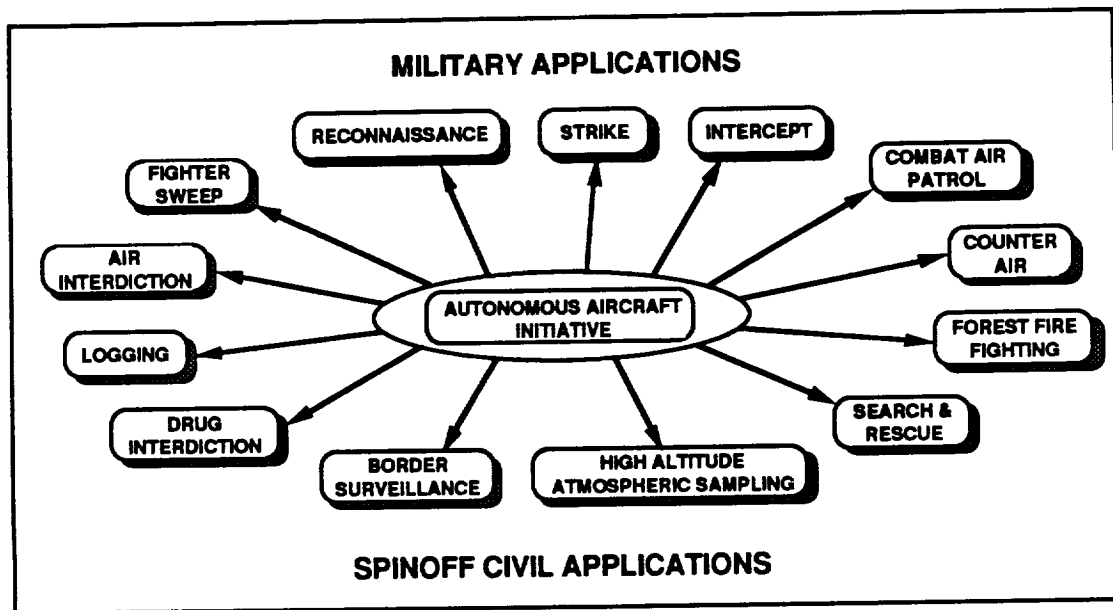 MILITARY APPLICATIONS
RECONNAISSANCE
STRIKE
INTERCEPT
COMBAT AIR
PATROL
FIGHTER
SWEEP
COUNTER
AIR
AIR
INTERDICTION
AUTONOMOUS AIRCRAFT
INITIATIVE
FOREST FIRE
FIGHTING
LOGGING
SEARCH &
RESCUE
DRUG
INTERDICTION
BORDER
SURVEILLANCE
HIGH ALTITUDE
ATMOSPHERIC SAMPLING
SPINOFF CIVIL APPLICATIONS